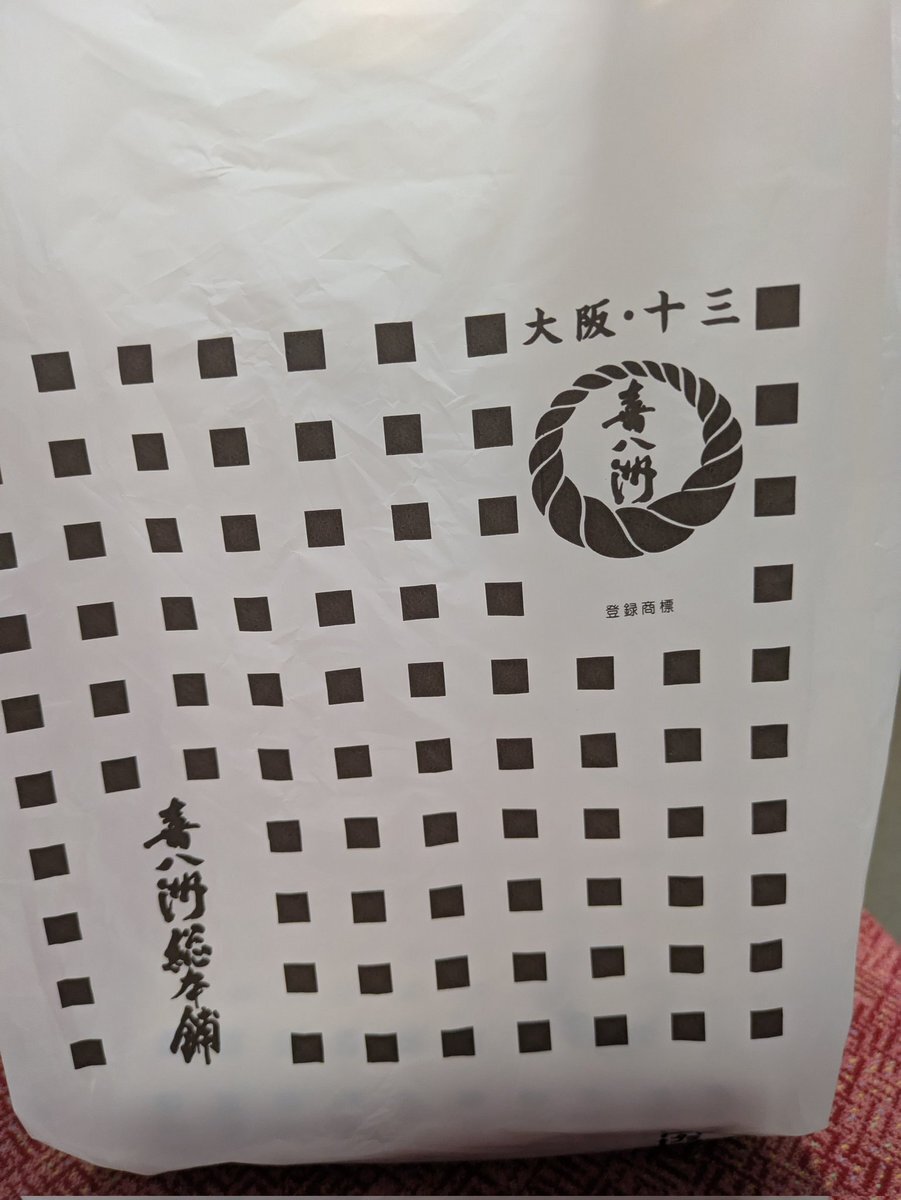 大阪・十三
喜八洲
登録商標
喜八洲総本舗